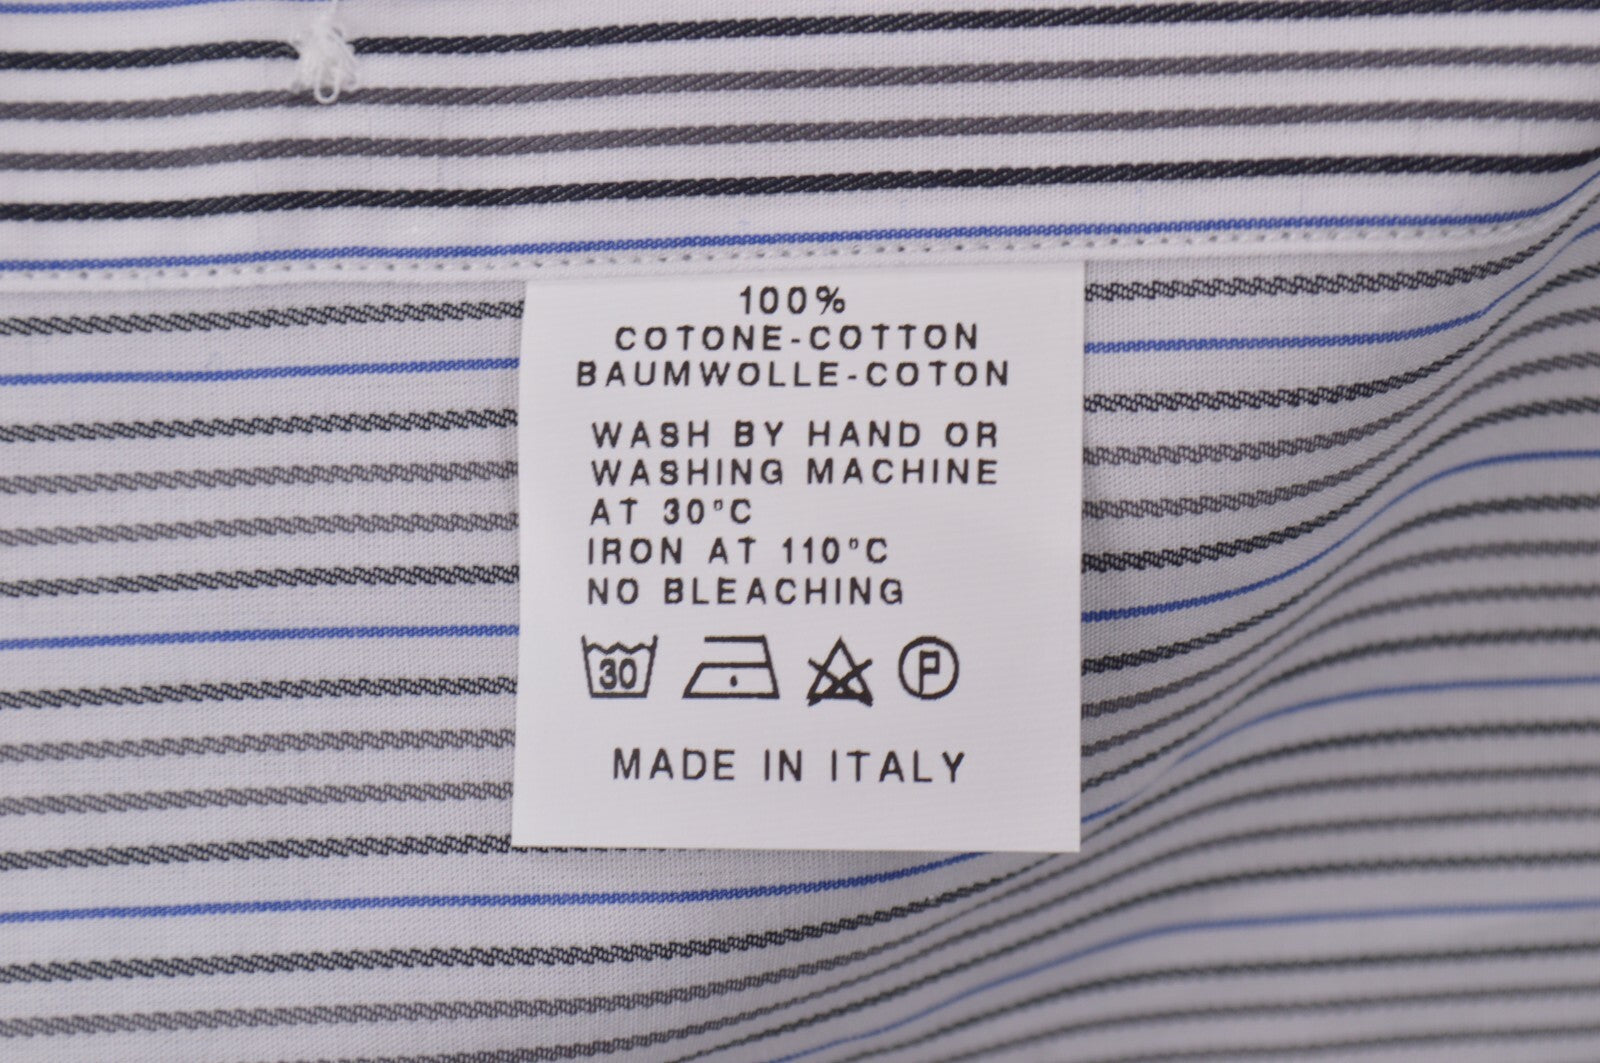 100%
COTONE-COTTON
BAUMWOLLE-COTON
WASH BY HAND OR
WASHING MACHINE
AT 30°C
IRON AT 110°C
NO BLEACHING
30 P
MADE IN ITALY